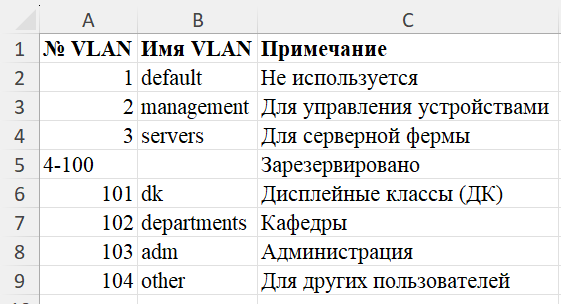 A B C
1 № VLAN Имя VLAN Примечание
2 1 default Не используется
3 2 management Для управления устройствами
4 3 servers Для серверной фермы
5 4-100 Зарезервировано
6 101 dk Дисплейные классы (ДК)
7 102 departments Кафедры
8 103 adm Администрация
9 104 other Для других пользователей